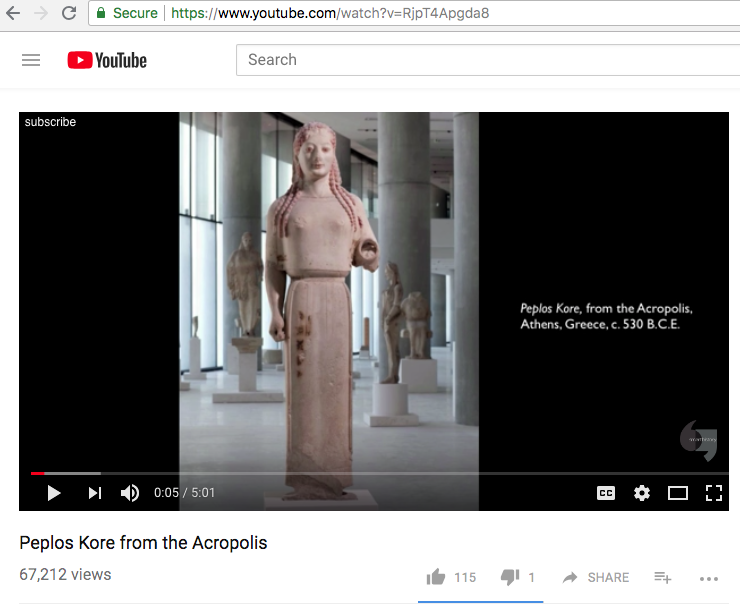 Secure https://www.youtube.com/watch?v=RjpT4Apgda8
YouTube Search
subscribe
Peplos Kore, from the Acropolis,
Athens, Greece, c. 530 B.C.E.
0:05 / 5:01 CC
Peplos Kore from the Acropolis
67,212 views
115 1 SHARE